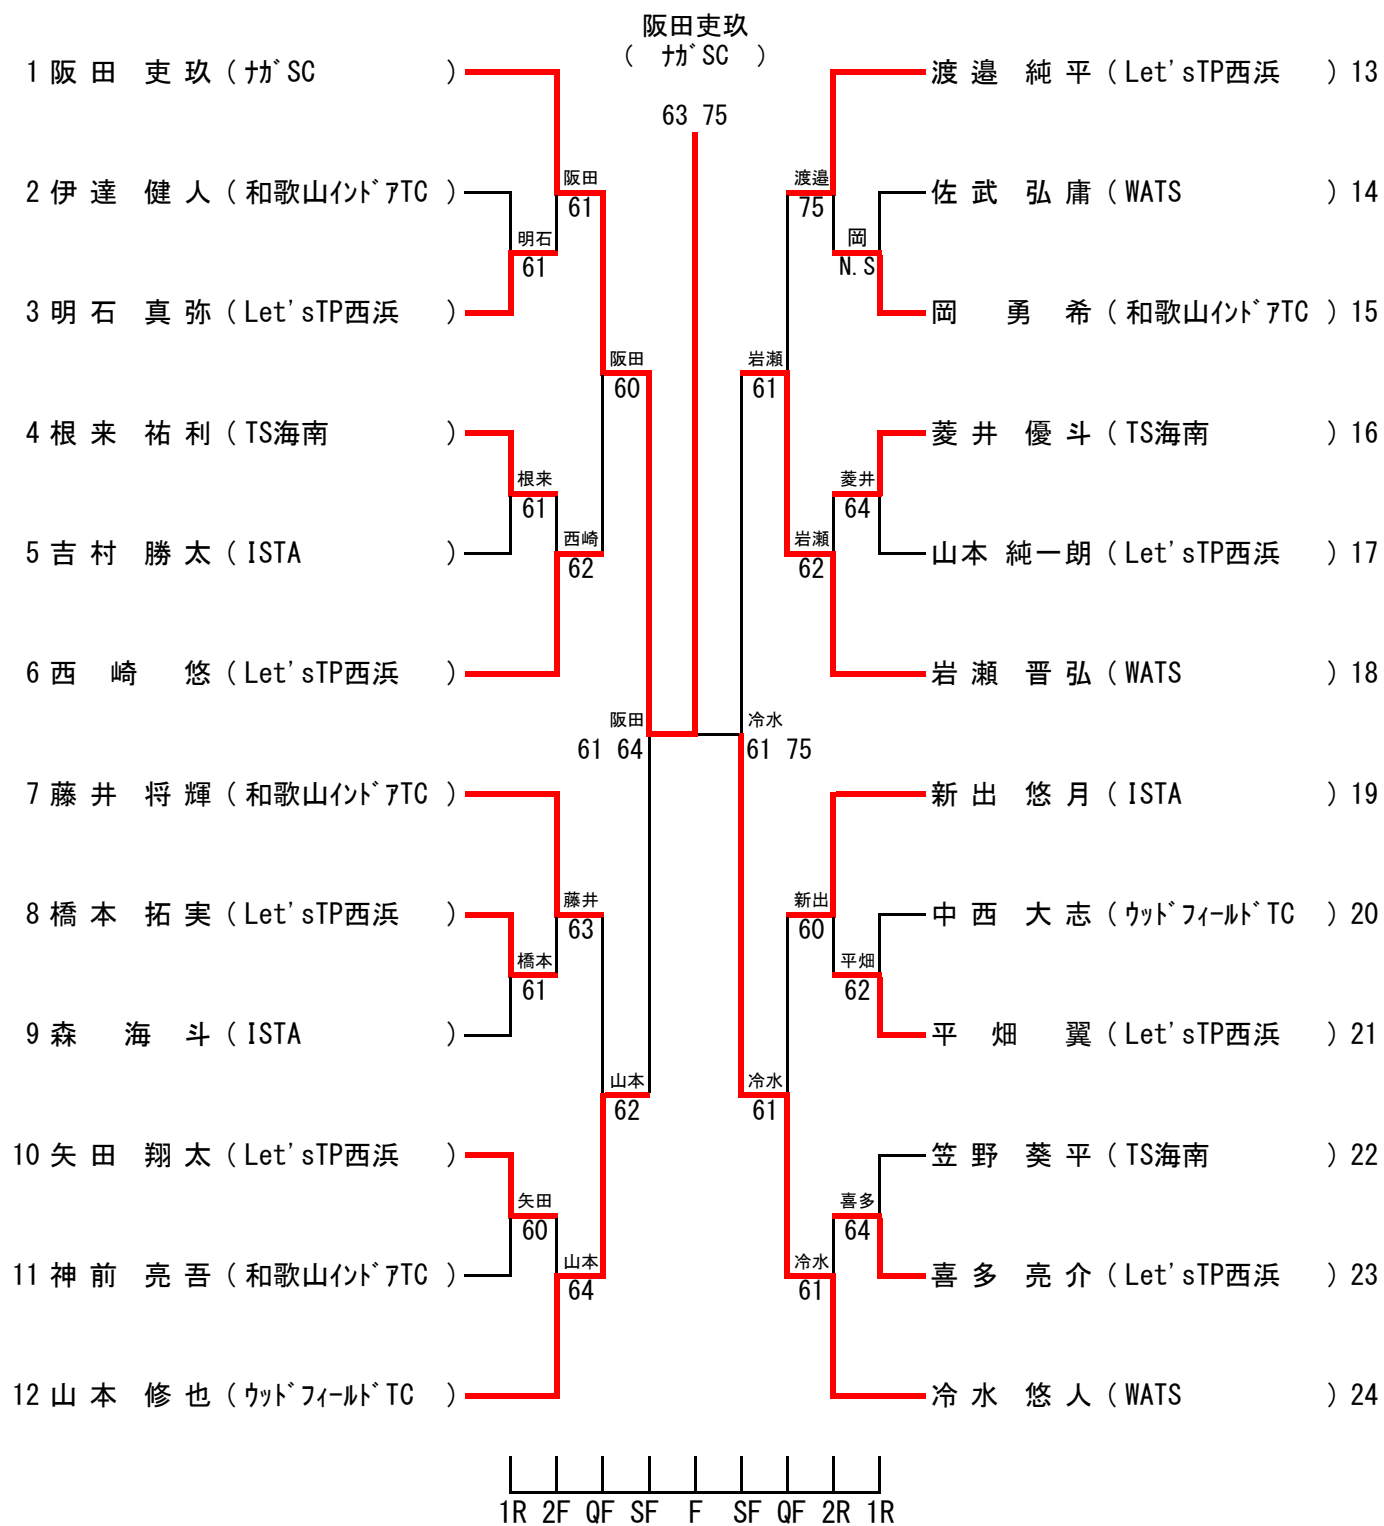 阪田吏玖
( ﾅｶﾞSC )
63 75
1 阪田 吏玖 ( ﾅｶﾞSC )
2 伊達 健人 ( 和歌山ｲﾝﾄﾞｱTC )
3 明石 真弥 ( Let'sTP西浜 )
4 根来 祐利 ( TS海南 )
5 吉村 勝太 ( ISTA )
6 西崎 悠 ( Let'sTP西浜 )
7 藤井 将輝 ( 和歌山ｲﾝﾄﾞｱTC )
8 橋本 拓実 ( Let'sTP西浜 )
9 森 海斗 ( ISTA )
10 矢田 翔太 ( Let'sTP西浜 )
11 神前 亮吾 ( 和歌山ｲﾝﾄﾞｱTC )
12 山本 修也 ( ｳｯﾄﾞﾌｨｰﾙﾄﾞTC )
明石
61
根来
61
橋本
61
矢田
60
阪田
61
西崎
62
藤井
63
山本
64
阪田
60
山本
62
阪田
61 64
冷水
61 75
岩瀬
61
冷水
61
渡邉
75
岩瀬
62
新出
60
冷水
61
岡
N.S
菱井
64
平畑
62
喜多
64
渡邉 純平 ( Let'sTP西浜 ) 13
佐武 弘庸 ( WATS ) 14
岡 勇希 ( 和歌山ｲﾝﾄﾞｱTC ) 15
菱井 優斗 ( TS海南 ) 16
山本 純一朗 ( Let'sTP西浜 ) 17
岩瀬 晋弘 ( WATS ) 18
新出 悠月 ( ISTA ) 19
中西 大志 ( ｳｯﾄﾞﾌｨｰﾙﾄﾞTC ) 20
平畑 翼 ( Let'sTP西浜 ) 21
笠野 葵平 ( TS海南 ) 22
喜多 亮介 ( Let'sTP西浜 ) 23
冷水 悠人 ( WATS ) 24
1R 2F QF SF F SF QF 2R 1R